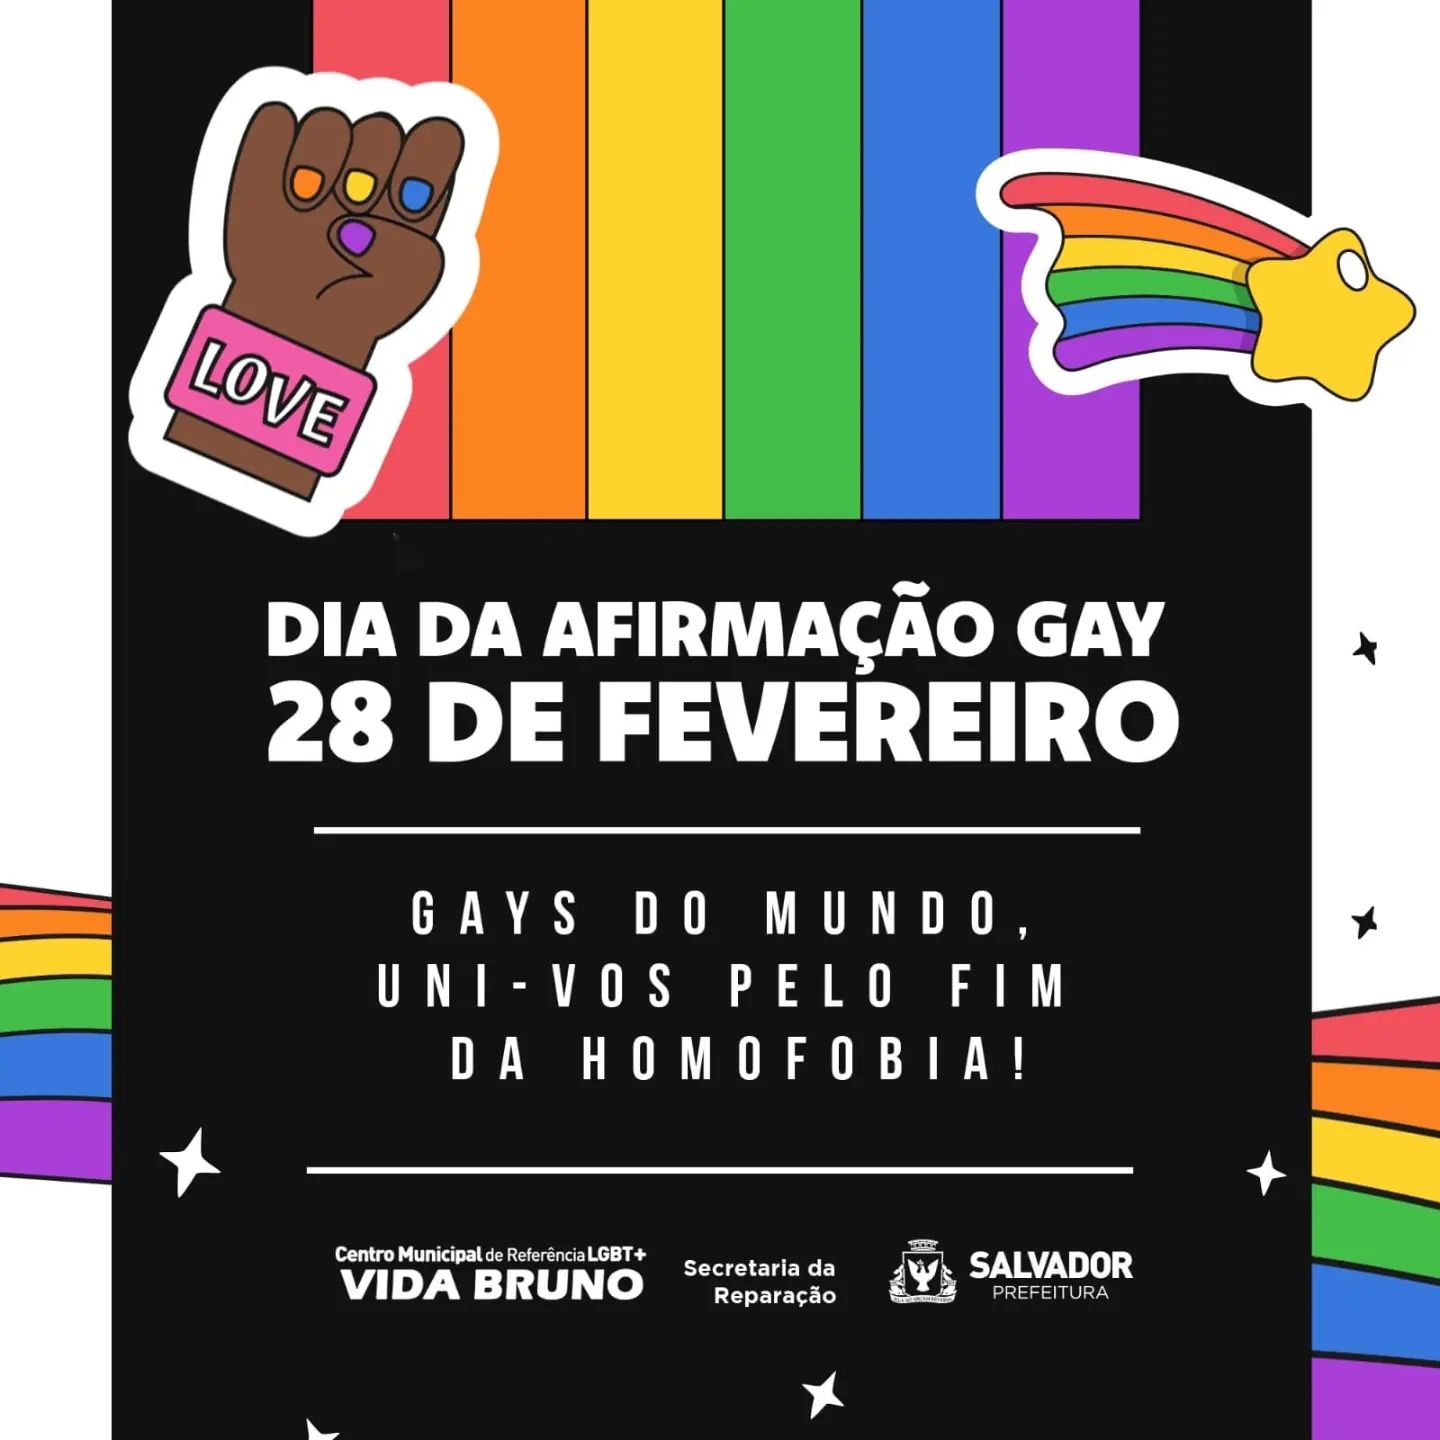 LOVE
DIA DA AFIRMAÇÃO GAY
28 DE FEVEREIRO
GAYS DO MUNDO,
UNI-VOS PELO FIM
DA HOMOFOBIA!
Centro Municipal de Referência LGBT+
VIDA BRUNO
Secretaria da
Reparação
SALVADOR
PREFEITURA